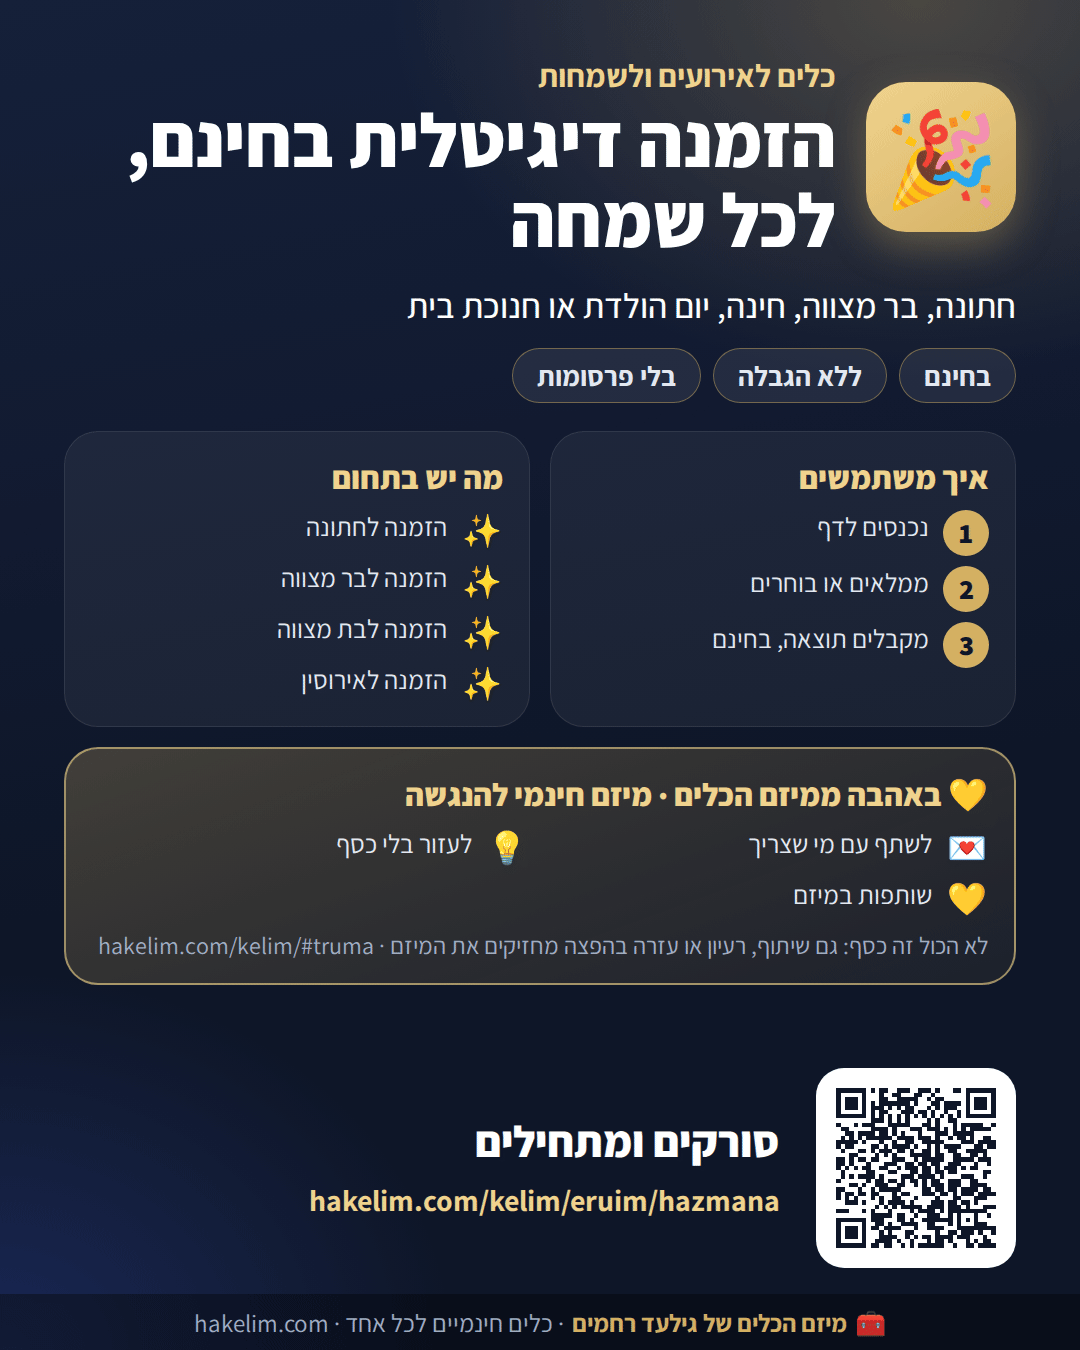 כלים לאירועים ולשמחות
הזמנה דיגיטלית בחינם,
לכל שמחה
חתונה, בר מצווה, חינה, יום הולדת או חנוכת בית
בחינם
ללא הגבלה
בלי פרסומות
איך משתמשים
1 נכנסים לדף
2 ממלאים או בוחרים
3 מקבלים תוצאה, בחינם
מה יש בתחום
הזמנה לחתונה
הזמנה לבר מצווה
הזמנה לבת מצווה
הזמנה לאירוסין
באהבה ממיזם הכלים · מיזם חינמי להנגשה
לשתף עם מי שצריך
לעזור בלי כסף
שותפות במיזם
לא הכול זה כסף: גם שיתוף, רעיון או עזרה בהפצה מחזיקים את המיזם · hakelim.com/kelim/#truma
סורקים ומתחילים
hakelim.com/kelim/eruim/hazmana
מיזם הכלים של גילעד רחמים · כלים חינמיים לכל אחד · hakelim.com